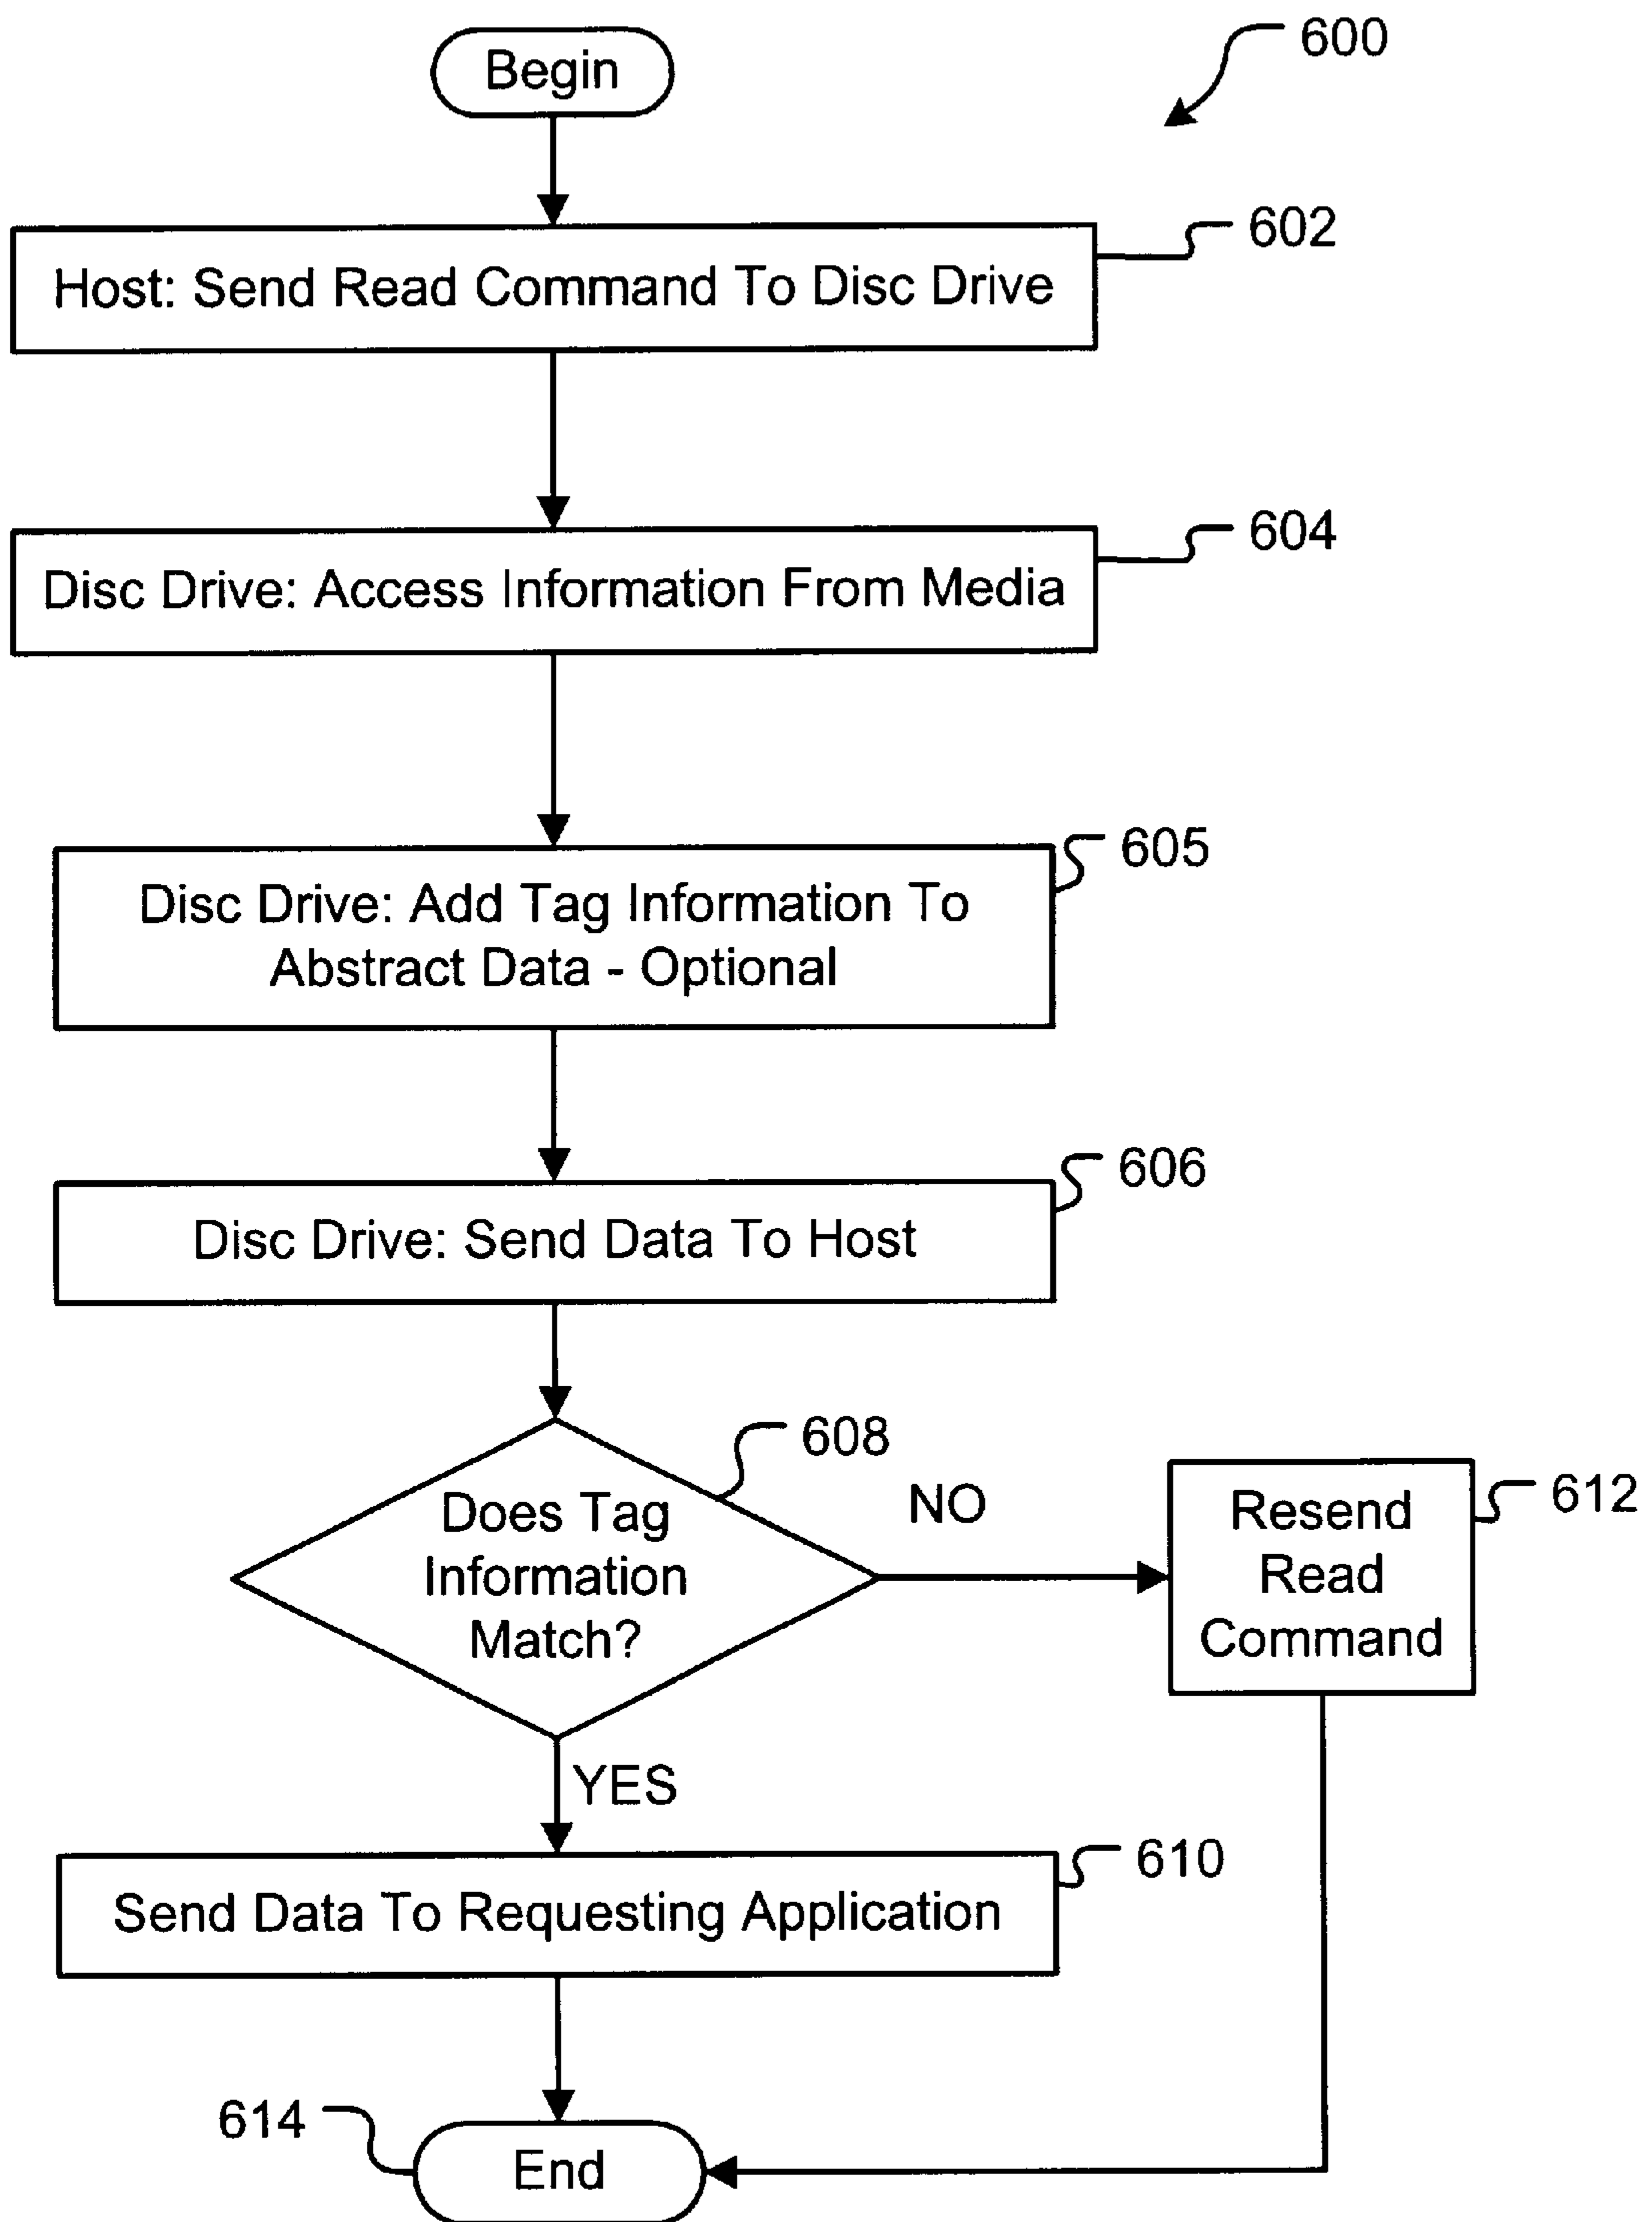 Begin
600
602
Host: Send Read Command To Disc Drive
604
Disc Drive: Access Information From Media
605
Disc Drive: Add Tag Information To
Abstract Data - Optional
606
Disc Drive: Send Data To Host
608
Does Tag
Information
Match?
NO
612
Resend
Read
Command
YES
610
Send Data To Requesting Application
614
End